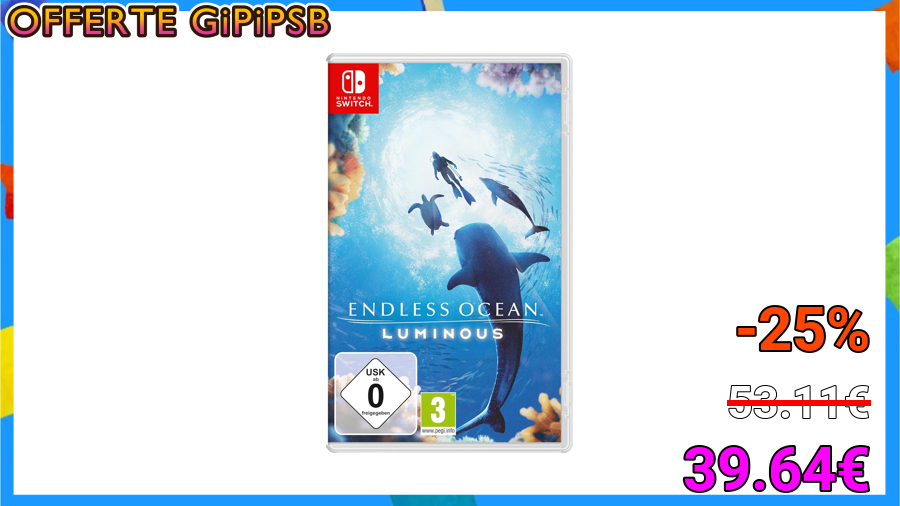 OFFERTE GiPiPSB
NINTENDO
SWITCH.
ENDLESS OCEAN™
LUMINOUS
USK
ab
0
freigegeben
3
www.pegi.info
-25%
53.11€
39.64€